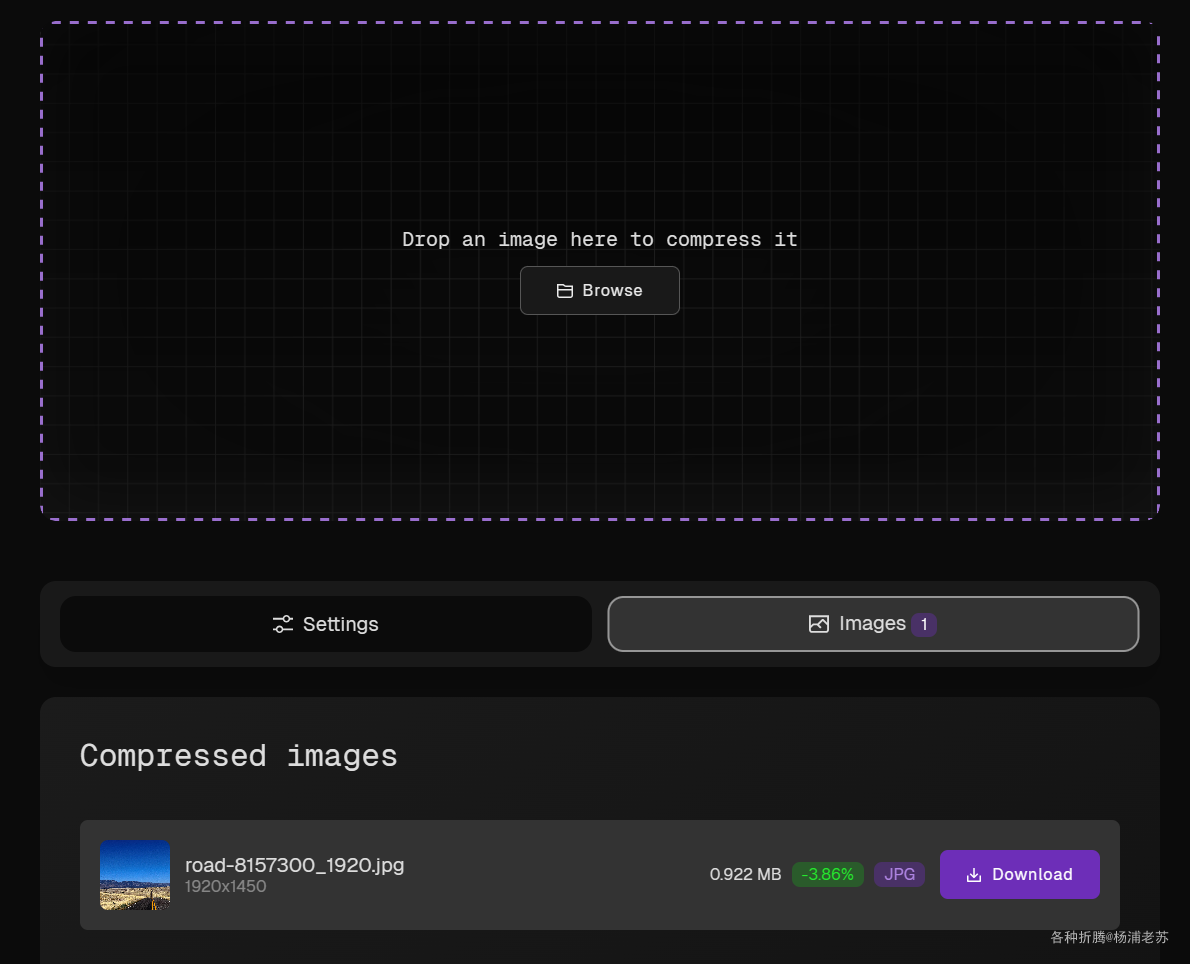 Drop an image here to compress it
Browse
Settings
Images 1
Compressed images
road-8157300_1920.jpg
1920x1450
0.922 MB -3.86% JPG Download
各种折腾@杨浦老苏